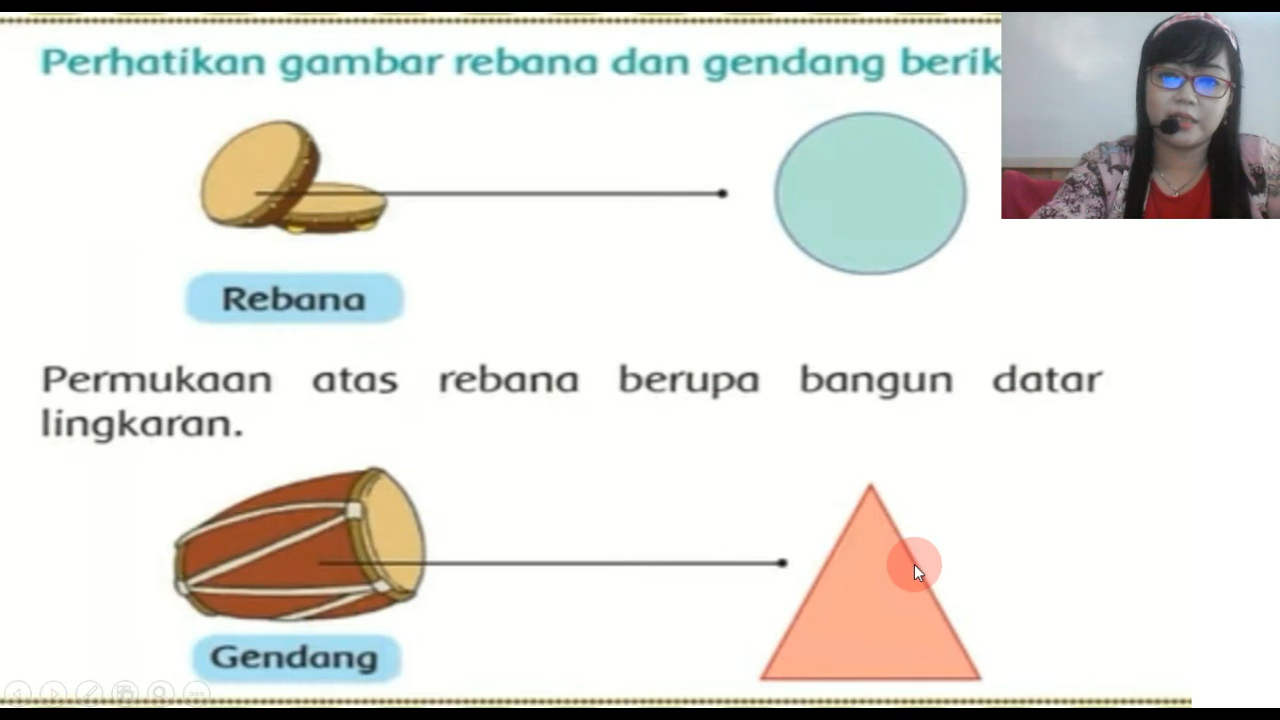 Perhatikan gambar rebana dan gendang berik
Rebana
Permukaan atas rebana berupa bangun datar
lingkaran.
Gendang